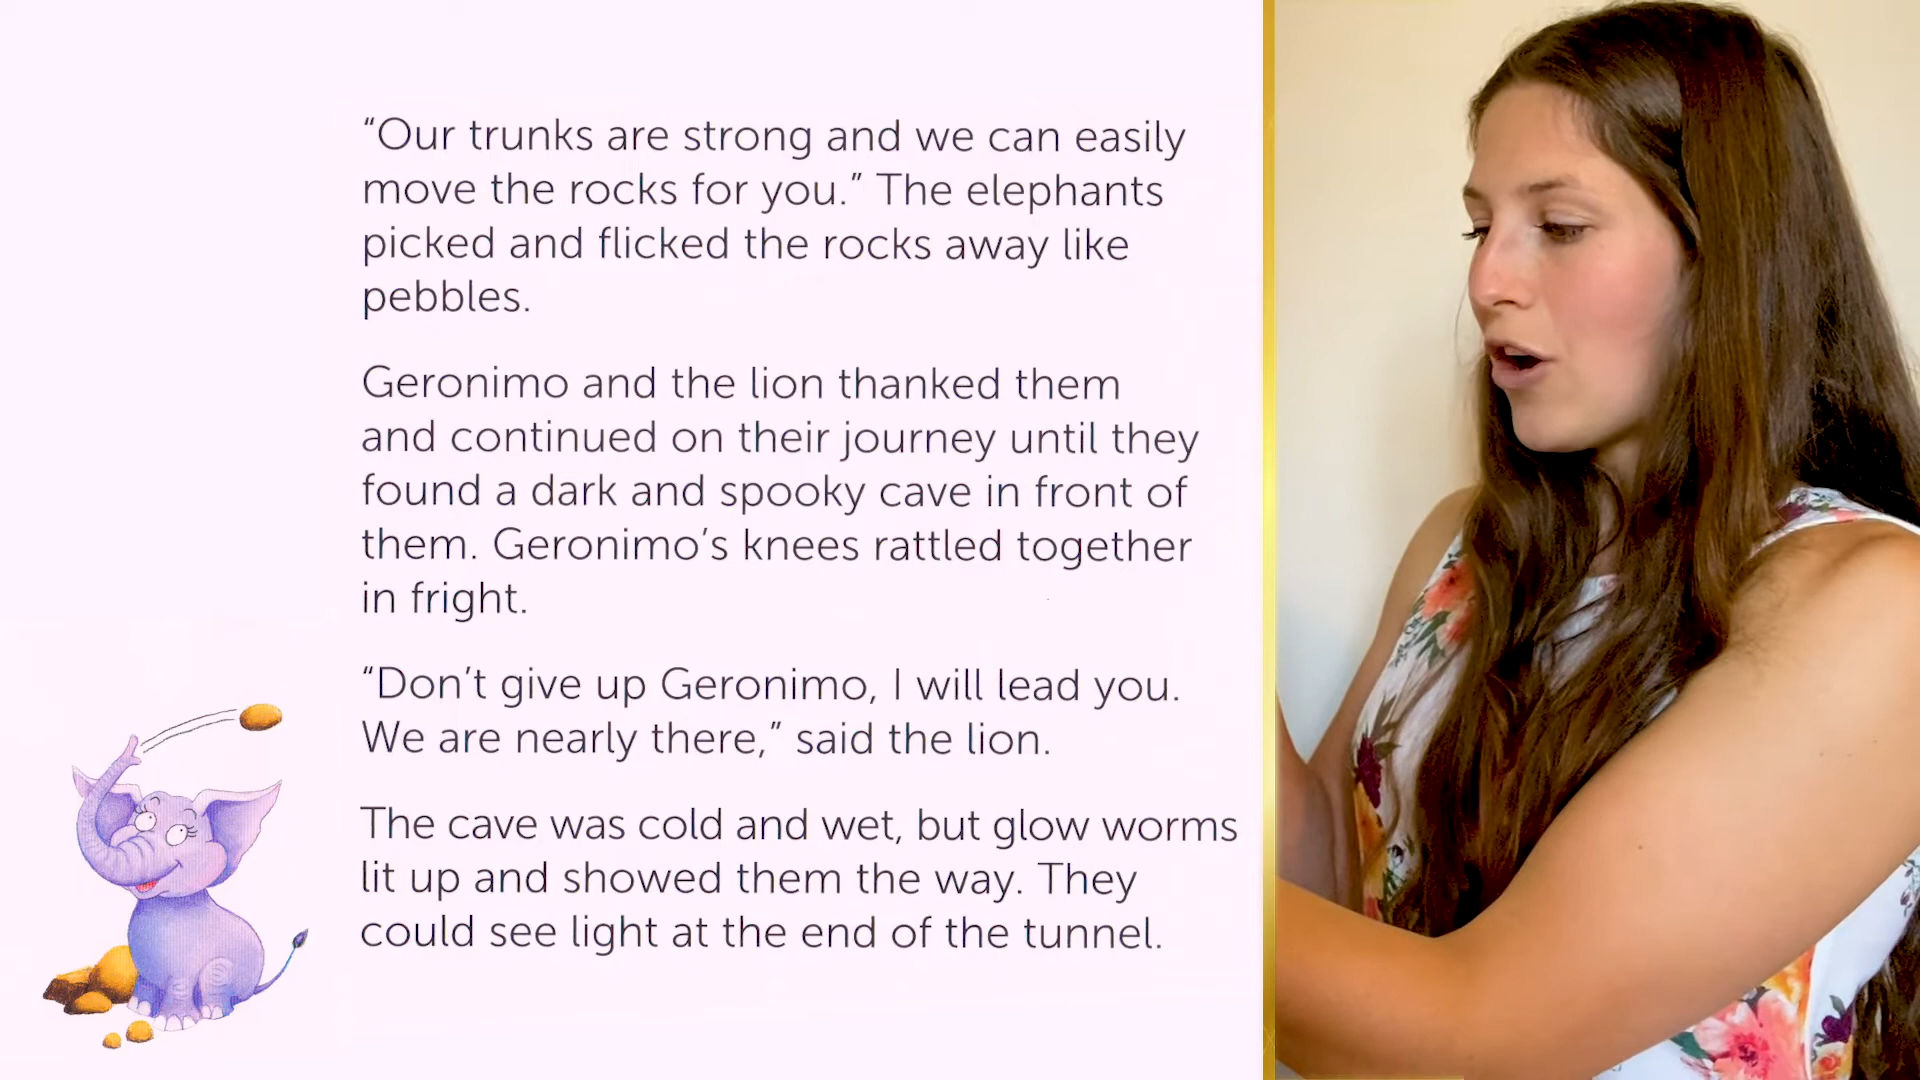 “Our trunks are strong and we can easily
move the rocks for you.” The elephants
picked and flicked the rocks away like
pebbles.
Geronimo and the lion thanked them
and continued on their journey until they
found a dark and spooky cave in front of
them. Geronimo’s knees rattled together
in fright.
“Don’t give up Geronimo, I will lead you.
We are nearly there,” said the lion.
The cave was cold and wet, but glow worms
lit up and showed them the way. They
could see light at the end of the tunnel.